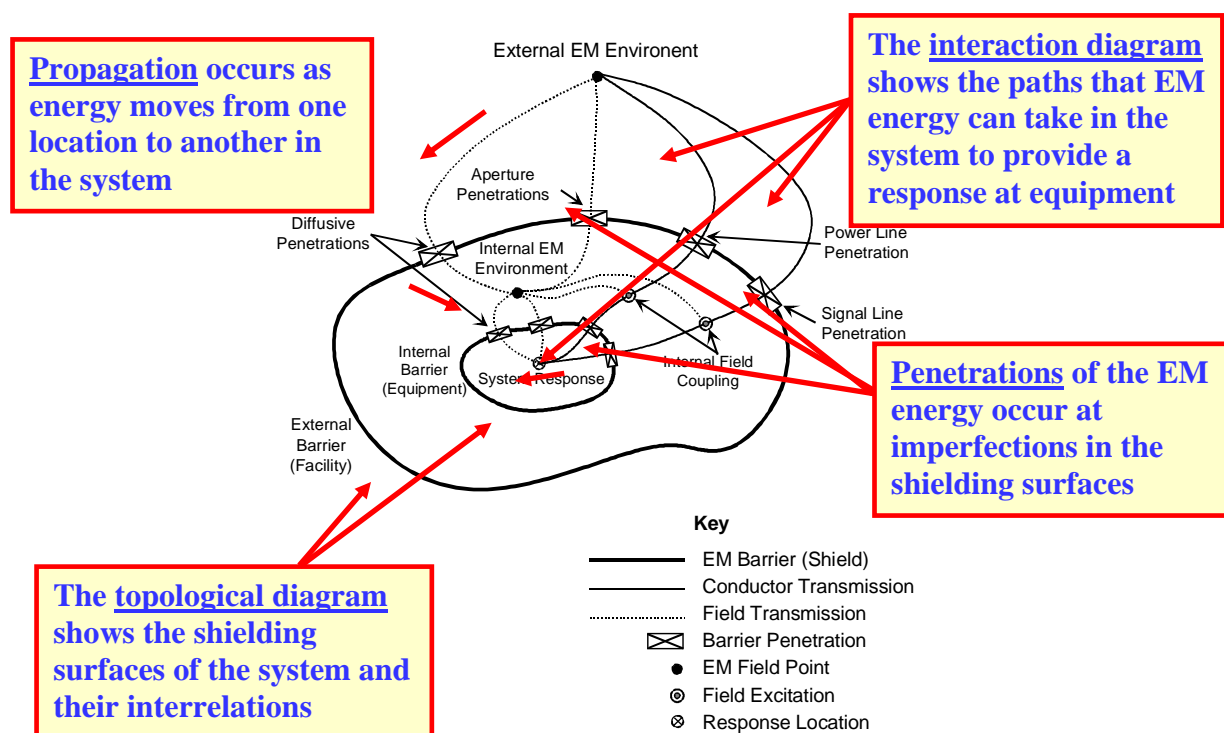 External EM Environent
Propagation occurs as
energy moves from one
location to another in
the system
The interaction diagram
shows the paths that EM
energy can take in the
system to provide a
response at equipment
Aperture
Penetrations
Diffusive
Penetrations
Internal EM
Environment
Power Line
Penetration
Signal Line
Penetration
Internal
Barrier
(Equipment)
System Response
Internal Field
Coupling
External
Barrier
(Facility)
Penetrations of the EM
energy occur at
imperfections in the
shielding surfaces
The topological diagram
shows the shielding
surfaces of the system and
their interrelations
Key
EM Barrier (Shield)
Conductor Transmission
Field Transmission
Barrier Penetration
EM Field Point
Field Excitation
Response Location